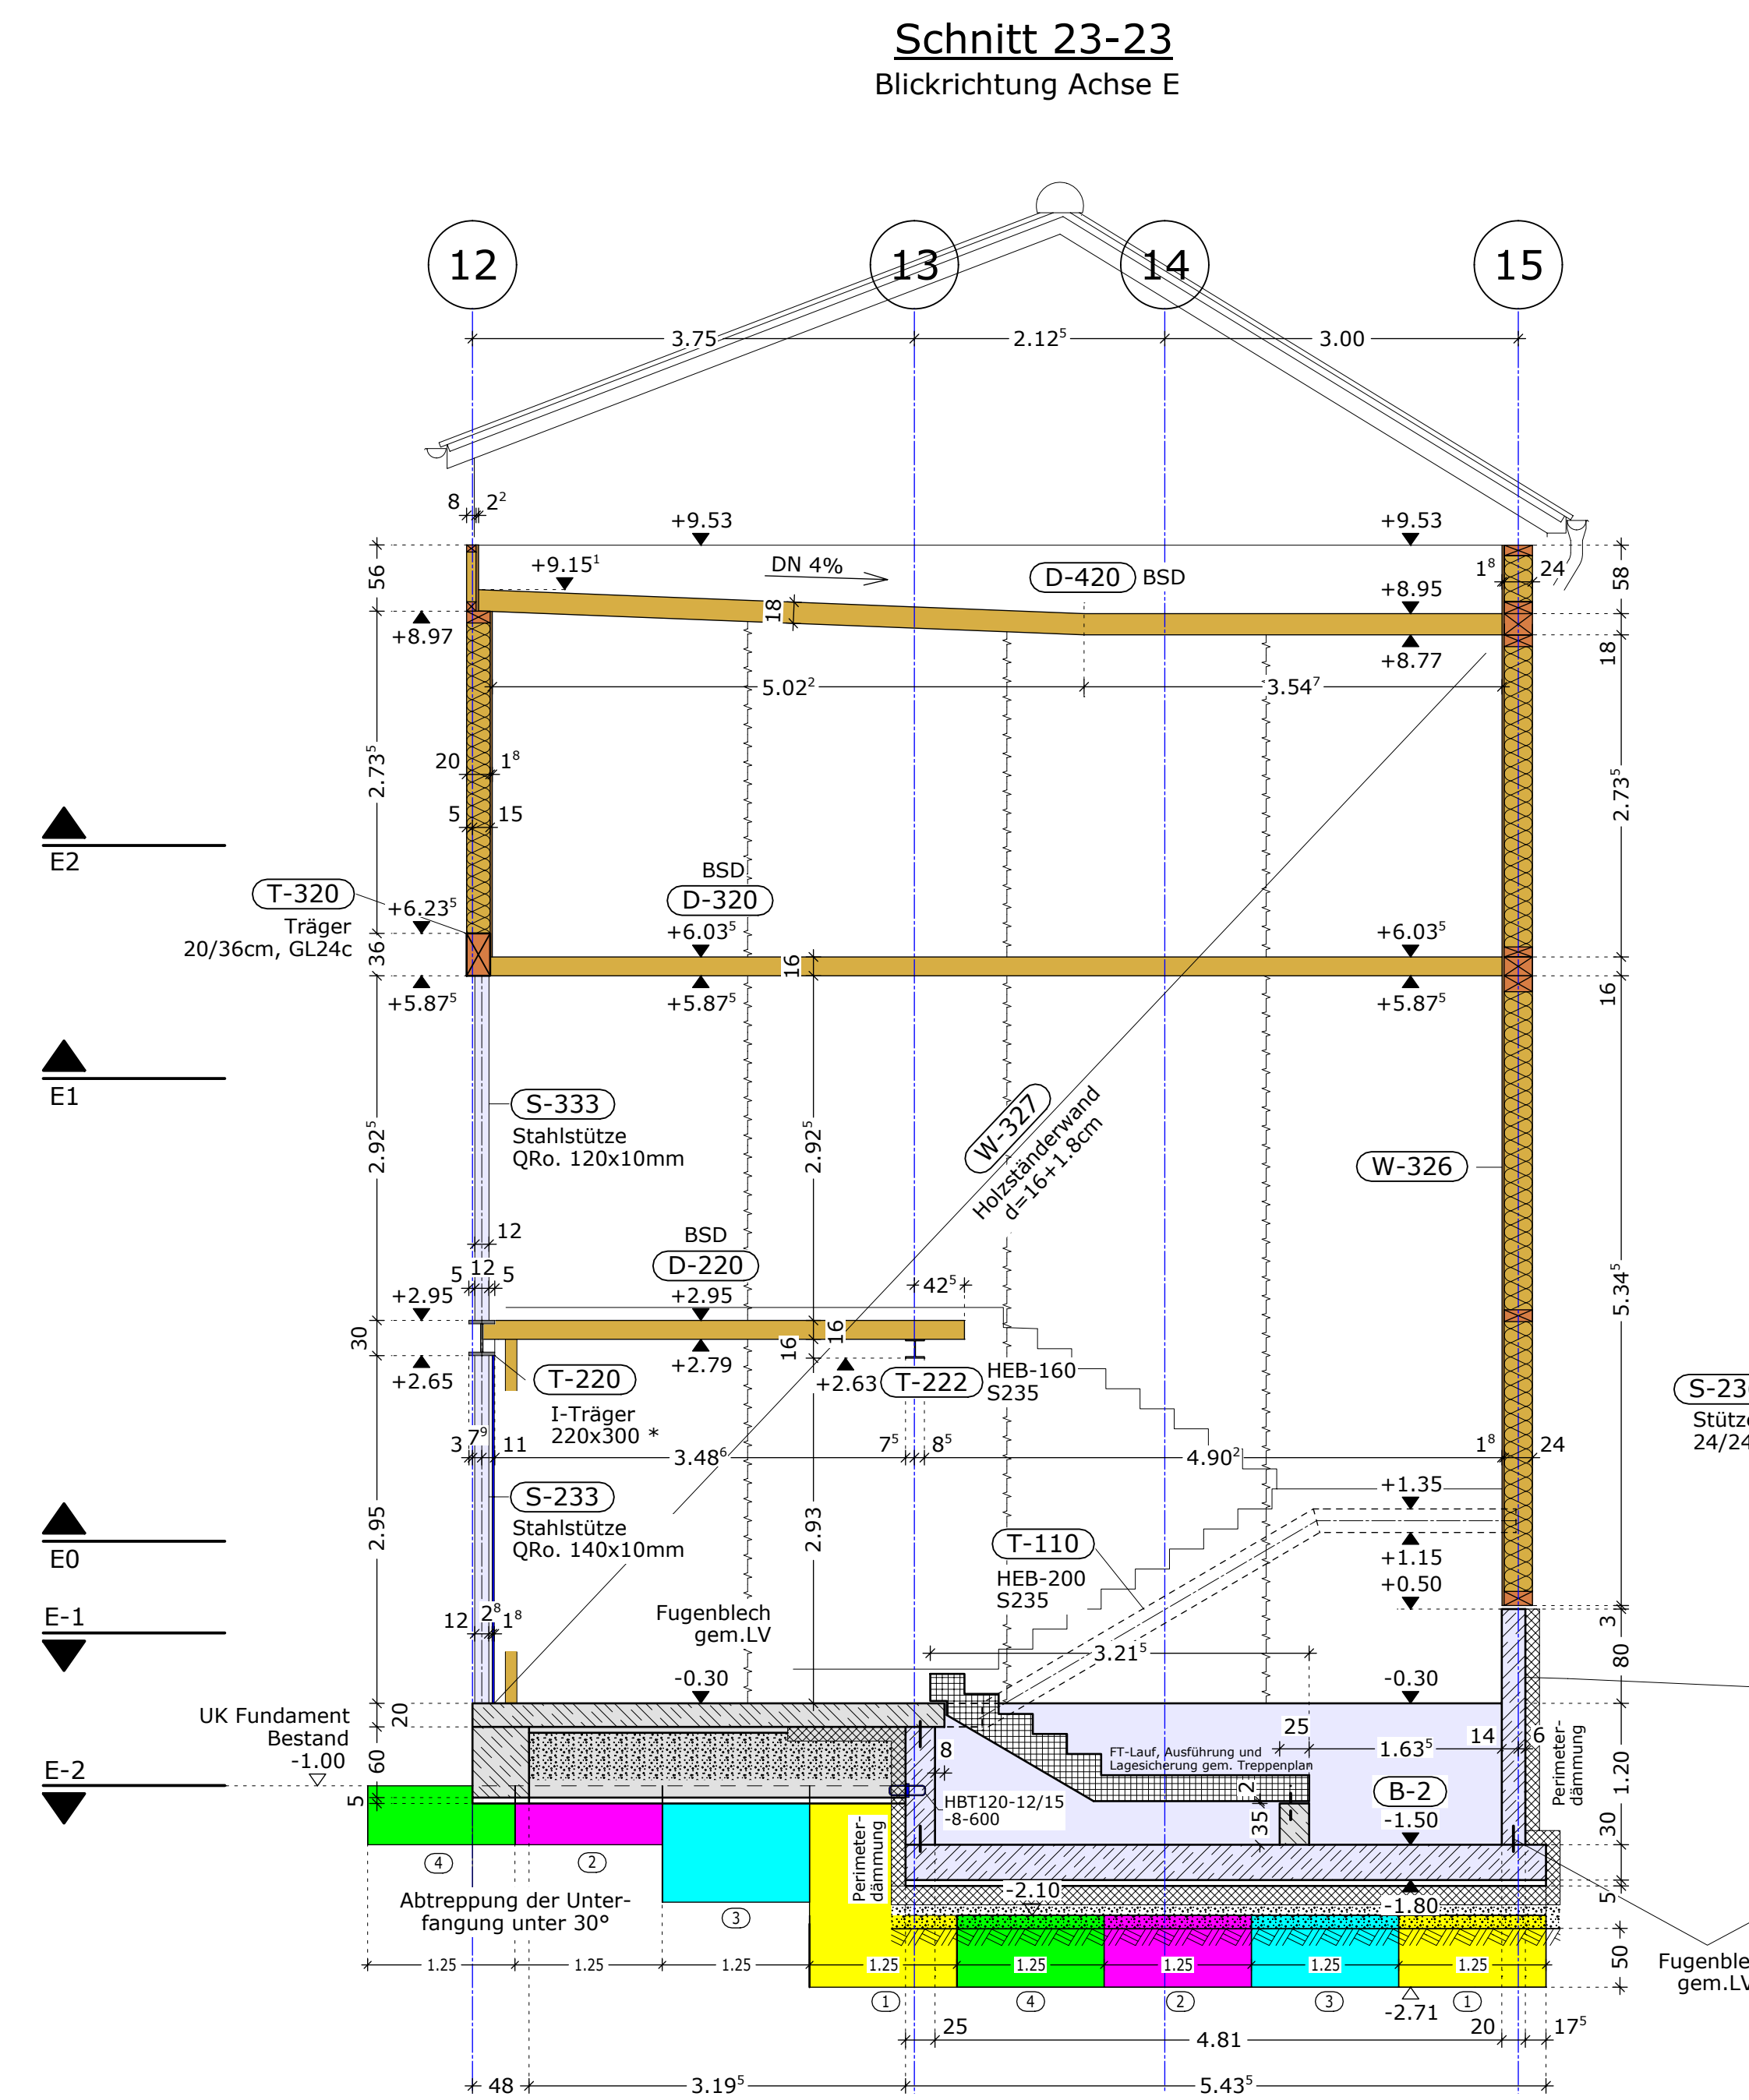 Schnitt 23-23
Blickrichtung Achse E
12
13
14
15
3.75
2.12⁵
3.00
8
2²
+9.53
+9.53
56
+9.15¹
DN 4%
D-420
BSD
1⁸
24
58
18
+8.95
+8.97
+8.77
18
5.02²
3.54⁷
2.73⁵
20
1⁸
2.73⁵
5
15
E2
BSD
T-320
D-320
+6.23⁵
Träger
20/36cm, GL24c
+6.03⁵
+6.03⁵
36
16
+5.87⁵
+5.87⁵
+5.87⁵
16
E1
S-333
Stahlstütze
QRo. 120x10mm
2.92⁵
2.92⁵
W-327
Holzständerwand
d=16+1.8cm
W-326
12
BSD
D-220
5
12
5
42⁵
5.34⁵
+2.95
+2.95
30
16
16
+2.79
+2.65
+2.63
T-220
T-222
HEB-160
S235
I-Träger
220x300 *
S-23
Stütz
24/24
3
7⁹
11
3.48⁶
7⁵
8⁵
4.90²
1⁸
24
+1.35
S-233
Stahlstütze
QRo. 140x10mm
2.95
2.93
T-110
HEB-200
S235
+1.15
+0.50
E0
E-1
12
2⁸
1⁸
Fugenblech
gem.LV
3
3.21⁵
80
-0.30
-0.30
UK Fundament
Bestand
-1.00
20
60
5
25
14
6
8
FT-Lauf, Ausführung und
Lagesicherung gem. Treppenplan
1.63⁵
1.20
Perimeter-
dämmung
E-2
HBT120-12/15
-8-600
35
B-2
-1.50
30
4
2
3
Abtreppung der Unter-
fangung unter 30°
Perimeter-
dämmung
-2.10
-1.80
5
1.25
1.25
1.25
1.25
1.25
1.25
1.25
1.25
50
Fugenble
gem.LV
1
4
2
3
-2.71
1
25
4.81
20
17⁵
48
3.19⁵
5.43⁵